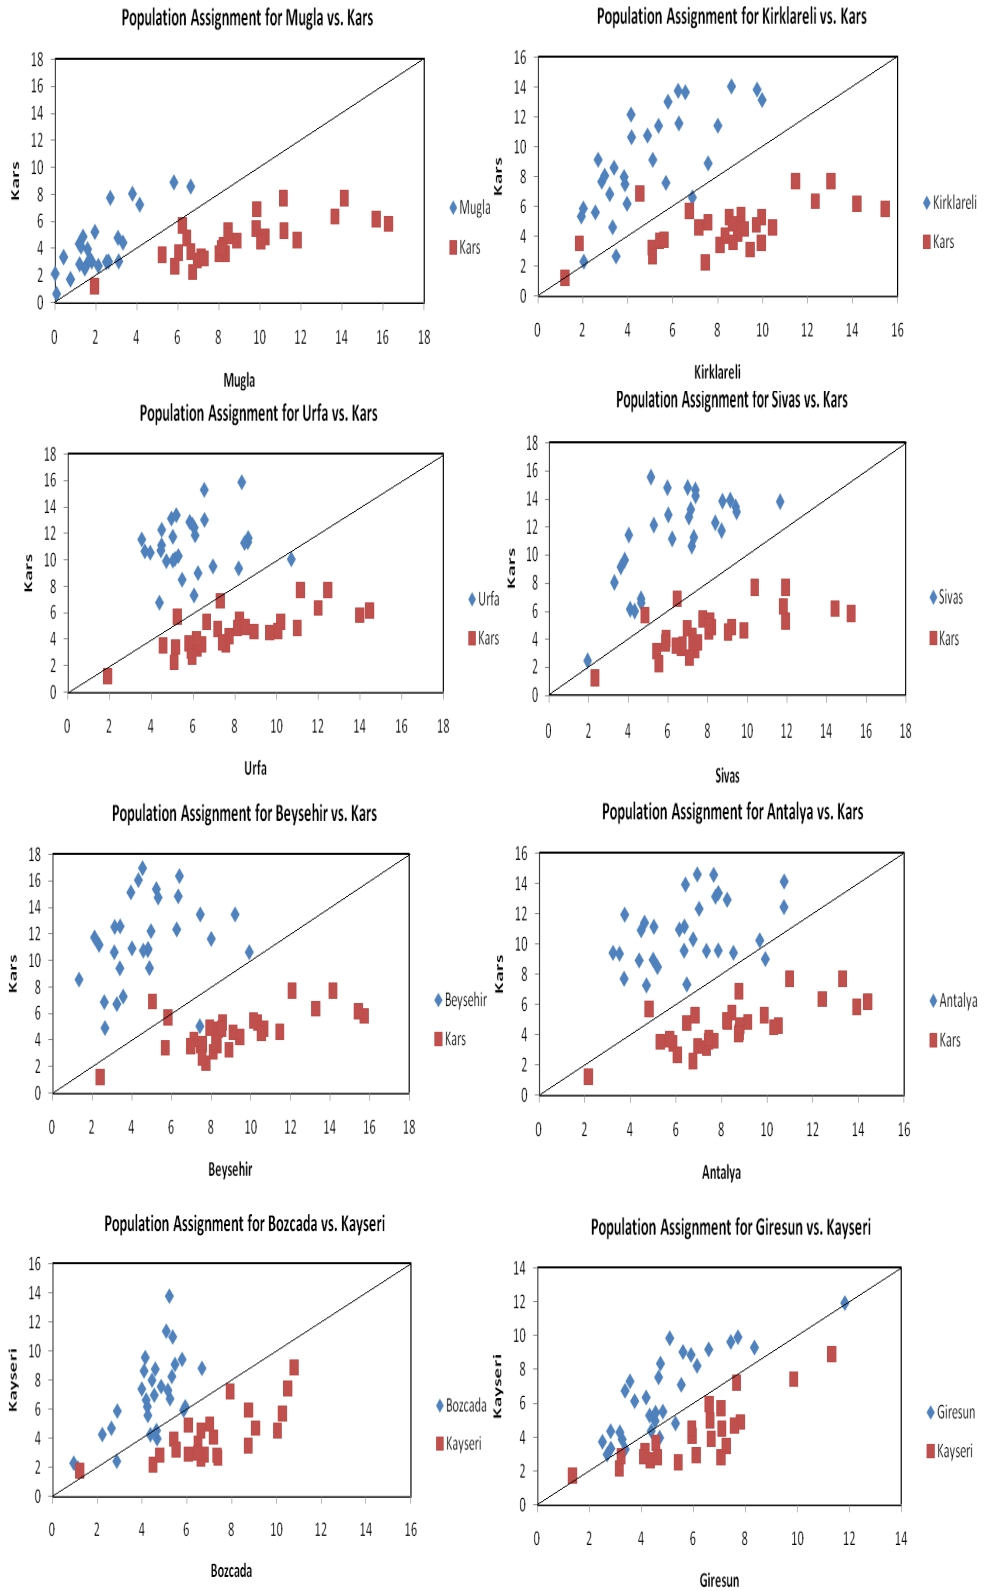 Population Assignment for Mugla vs. Kars
18
16
14
12
10
8
6
4
2
0
Kars
0 2 4 6 8 10 12 14 16 18
Mugla
Mugla
Kars
Population Assignment for Kirklareli vs. Kars
16
14
12
10
8
6
4
2
0
Kars
0 2 4 6 8 10 12 14 16
Kirklareli
Kirklareli
Kars
Population Assignment for Urfa vs. Kars
18
16
14
12
10
8
6
4
2
0
Kars
0 2 4 6 8 10 12 14 16 18
Urfa
Urfa
Kars
Population Assignment for Sivas vs. Kars
18
16
14
12
10
8
6
4
2
0
Kars
0 2 4 6 8 10 12 14 16 18
Sivas
Sivas
Kars
Population Assignment for Beysehir vs. Kars
18
16
14
12
10
8
6
4
2
0
Kars
0 2 4 6 8 10 12 14 16 18
Beysehir
Beysehir
Kars
Population Assignment for Antalya vs. Kars
16
14
12
10
8
6
4
2
0
Kars
0 2 4 6 8 10 12 14 16
Antalya
Antalya
Kars
Population Assignment for Bozcada vs. Kayseri
16
14
12
10
8
6
4
2
0
Kayseri
0 2 4 6 8 10 12 14 16
Bozcada
Bozcada
Kayseri
Population Assignment for Giresun vs. Kayseri
14
12
10
8
6
4
2
0
Kayseri
0 2 4 6 8 10 12 14
Giresun
Giresun
Kayseri